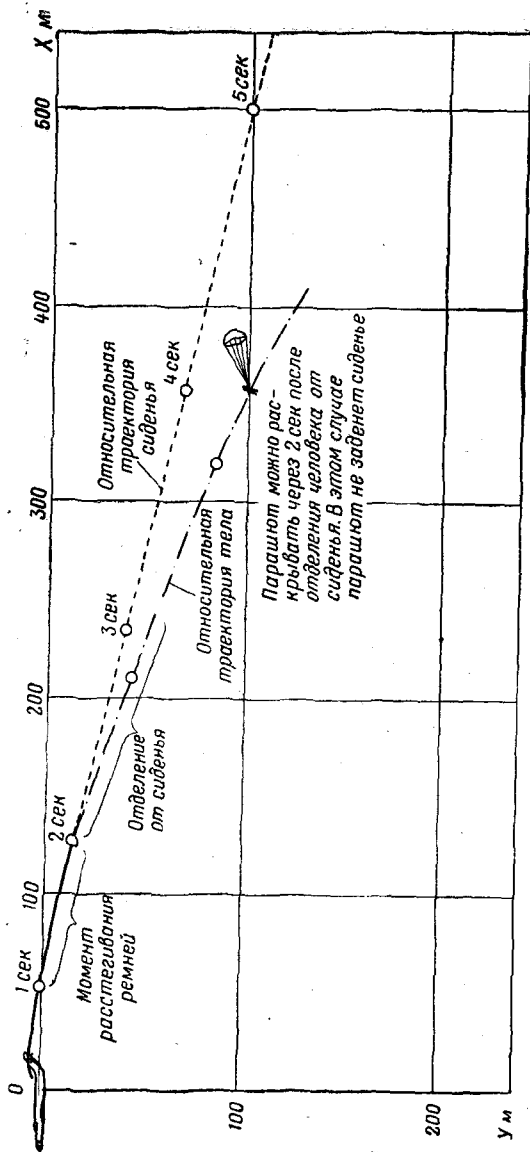 0
100
200
300
400
500
X м
1 сек
2 сек
3 сек
4 сек
5 сек
Относительная
траектория
сиденья
Момент
расстегивания
ремней
Отделение
от сиденья
Относительная
траектория тела
Парашют можно рас-
крывать через 2 сек после
отделения человека от
сиденья. В этом случае
парашют не заденет сиденье
100
200
У м